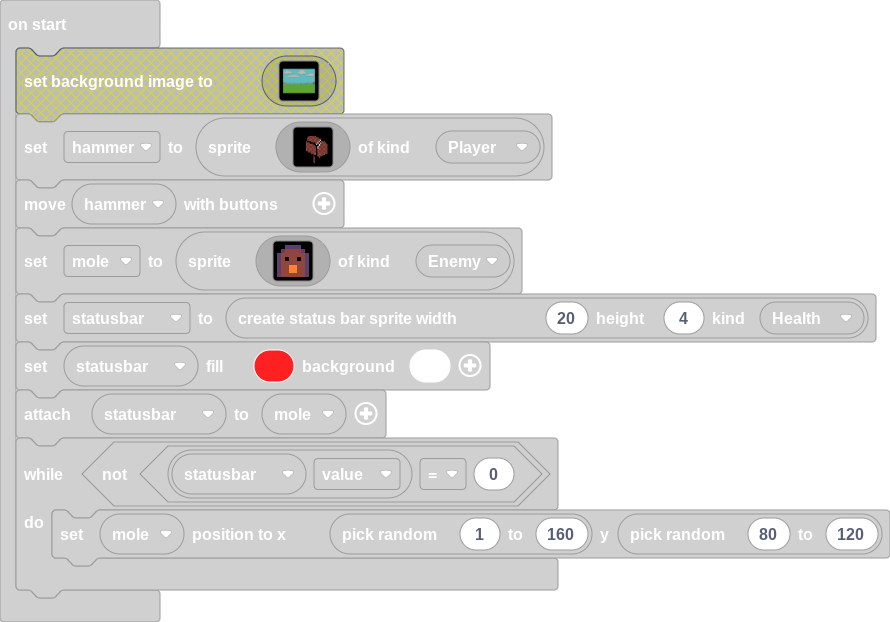 on start
set background image to
set hammer to sprite of kind Player
move hammer with buttons
set mole to sprite of kind Enemy
set statusbar to create status bar sprite width 20 height 4 kind Health
set statusbar fill background
attach statusbar to mole
while not statusbar value = 0
do
set mole position to x pick random 1 to 160 y pick random 80 to 120